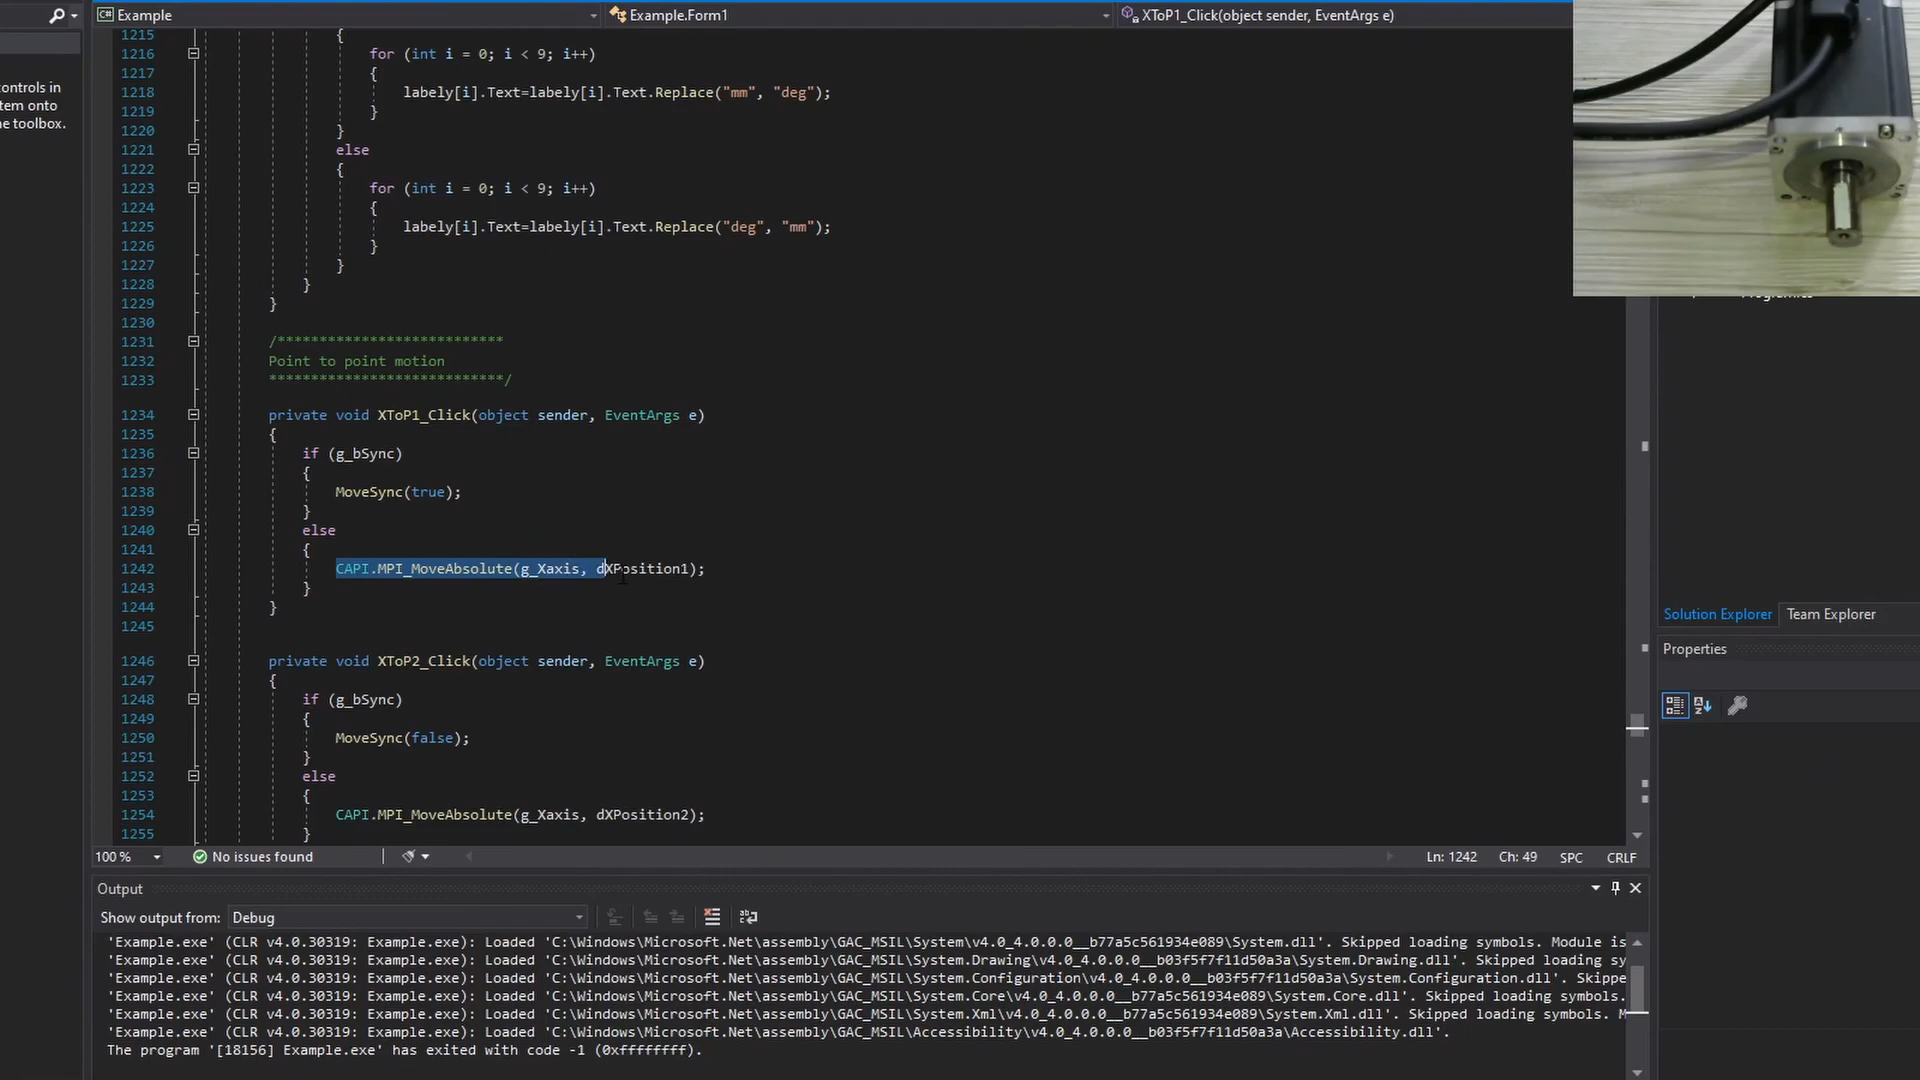 Example
Example.Form1
XToP1_Click(object sender, EventArgs e)
ontrols in
tem onto
he toolbox.
1215 {
1216 for (int i = 0; i < 9; i++)
1217 {
1218 labely[i].Text=labely[i].Text.Replace("mm", "deg");
1219 }
1220 }
1221 else
1222 {
1223 for (int i = 0; i < 9; i++)
1224 {
1225 labely[i].Text=labely[i].Text.Replace("deg", "mm");
1226 }
1227 }
1228 }
1229 }
1230
1231 /***************************
1232 Point to point motion
1233 ****************************/
1234 private void XToP1_Click(object sender, EventArgs e)
1235 {
1236 if (g_bSync)
1237 {
1238 MoveSync(true);
1239 }
1240 else
1241 {
1242 CAPI.MPI_MoveAbsolute(g_Xaxis, dXPosition1);
1243 }
1244 }
1245
1246 private void XToP2_Click(object sender, EventArgs e)
1247 {
1248 if (g_bSync)
1249 {
1250 MoveSync(false);
1251 }
1252 else
1253 {
1254 CAPI.MPI_MoveAbsolute(g_Xaxis, dXPosition2);
1255 }
100 %
No issues found
Ln: 1242 Ch: 49 SPC CRLF
Solution Explorer Team Explorer
Properties
Output
Show output from: Debug
'Example.exe' (CLR v4.0.30319: Example.exe): Loaded 'C:\Windows\Microsoft.Net\assembly\GAC_MSIL\System\v4.0_4.0.0.0__b77a5c561934e089\System.dll'. Skipped loading symbols. Module is
'Example.exe' (CLR v4.0.30319: Example.exe): Loaded 'C:\Windows\Microsoft.Net\assembly\GAC_MSIL\System.Drawing\v4.0_4.0.0.0__b03f5f7f11d50a3a\System.Drawing.dll'. Skipped loading sy
'Example.exe' (CLR v4.0.30319: Example.exe): Loaded 'C:\Windows\Microsoft.Net\assembly\GAC_MSIL\System.Configuration\v4.0_4.0.0.0__b03f5f7f11d50a3a\System.Configuration.dll'. Skippe
'Example.exe' (CLR v4.0.30319: Example.exe): Loaded 'C:\Windows\Microsoft.Net\assembly\GAC_MSIL\System.Core\v4.0_4.0.0.0__b77a5c561934e089\System.Core.dll'. Skipped loading symbols.
'Example.exe' (CLR v4.0.30319: Example.exe): Loaded 'C:\Windows\Microsoft.Net\assembly\GAC_MSIL\System.Xml\v4.0_4.0.0.0__b77a5c561934e089\System.Xml.dll'. Skipped loading symbols. M
'Example.exe' (CLR v4.0.30319: Example.exe): Loaded 'C:\Windows\Microsoft.Net\assembly\GAC_MSIL\Accessibility\v4.0_4.0.0.0__b03f5f7f11d50a3a\Accessibility.dll'.
The program '[18156] Example.exe' has exited with code -1 (0xffffffff).